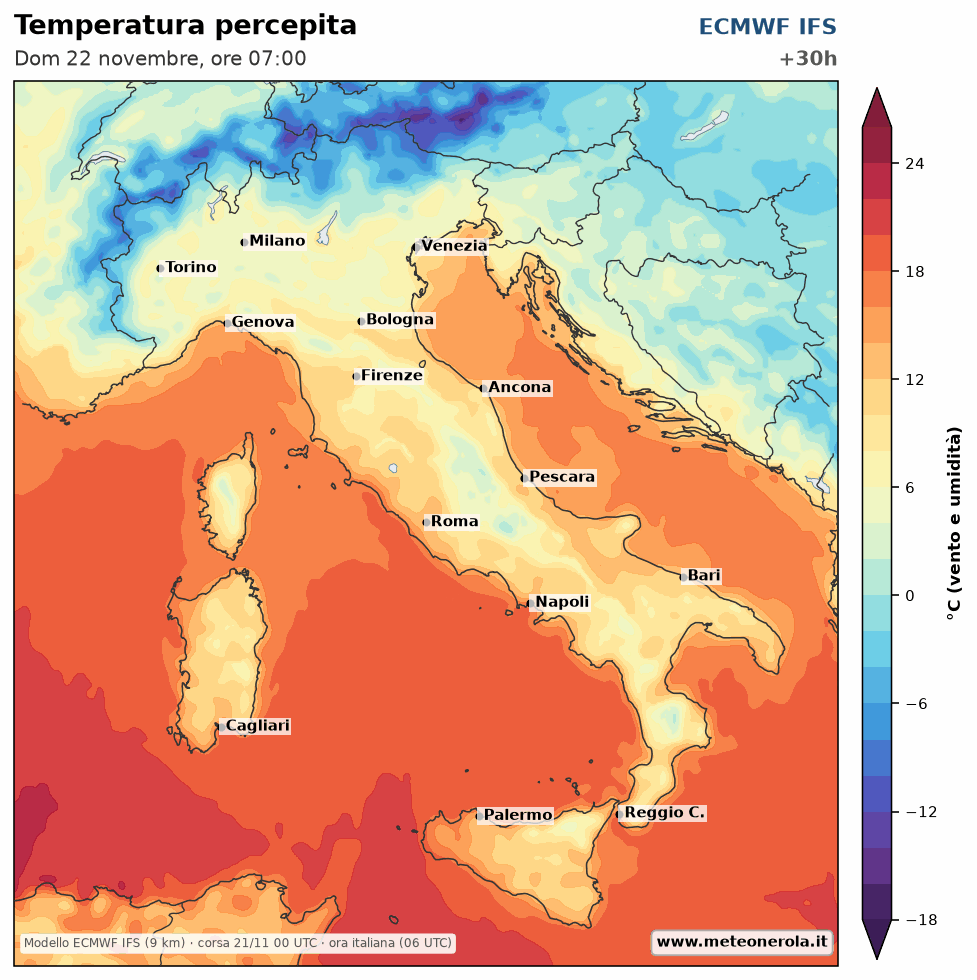 Temperatura percepita
ECMWF IFS
Dom 22 novembre, ore 07:00
+30h
Milano
Venezia
Torino
Genova
Bologna
Firenze
Ancona
Pescara
Roma
Bari
Napoli
Cagliari
Palermo
Reggio C.
24
18
12
6
0
−6
−12
−18
°C (vento e umidità)
Modello ECMWF IFS (9 km) · corsa 21/11 00 UTC · ora italiana (06 UTC)
www.meteonerola.it